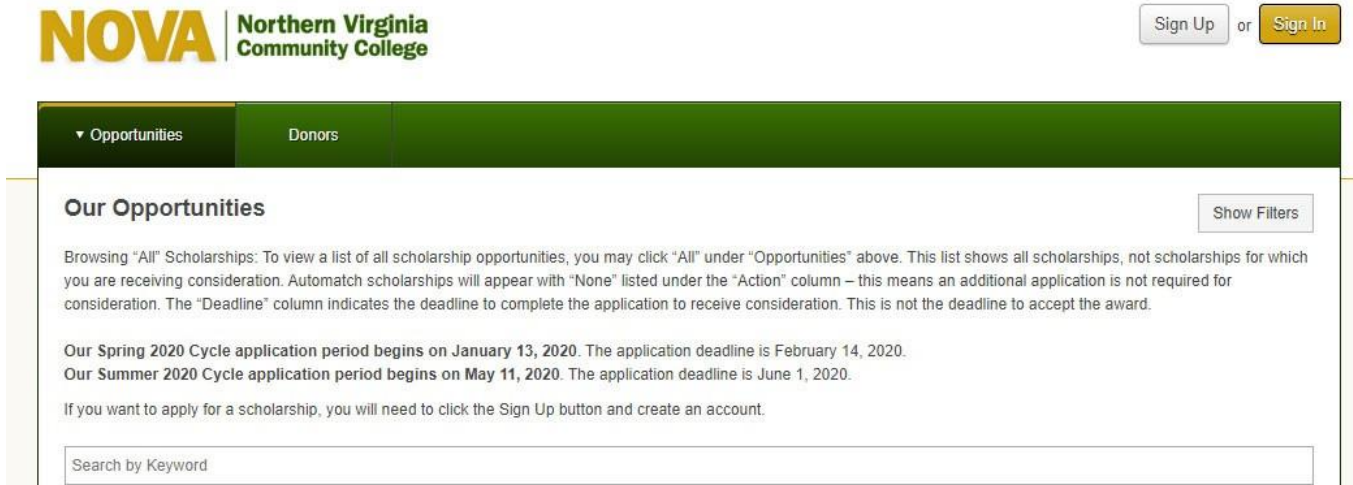 NOVA
Northern Virginia
Community College
Sign Up or Sign In
▾ Opportunities Donors
Our Opportunities
Show Filters
Browsing “All” Scholarships: To view a list of all scholarship opportunities, you may click “All” under “Opportunities” above. This list shows all scholarships, not scholarships for which
you are receiving consideration. Automatch scholarships will appear with “None” listed under the “Action” column – this means an additional application is not required for
consideration. The “Deadline” column indicates the deadline to complete the application to receive consideration. This is not the deadline to accept the award.
Our Spring 2020 Cycle application period begins on January 13, 2020. The application deadline is February 14, 2020.
Our Summer 2020 Cycle application period begins on May 11, 2020. The application deadline is June 1, 2020.
If you want to apply for a scholarship, you will need to click the Sign Up button and create an account.
Search by Keyword